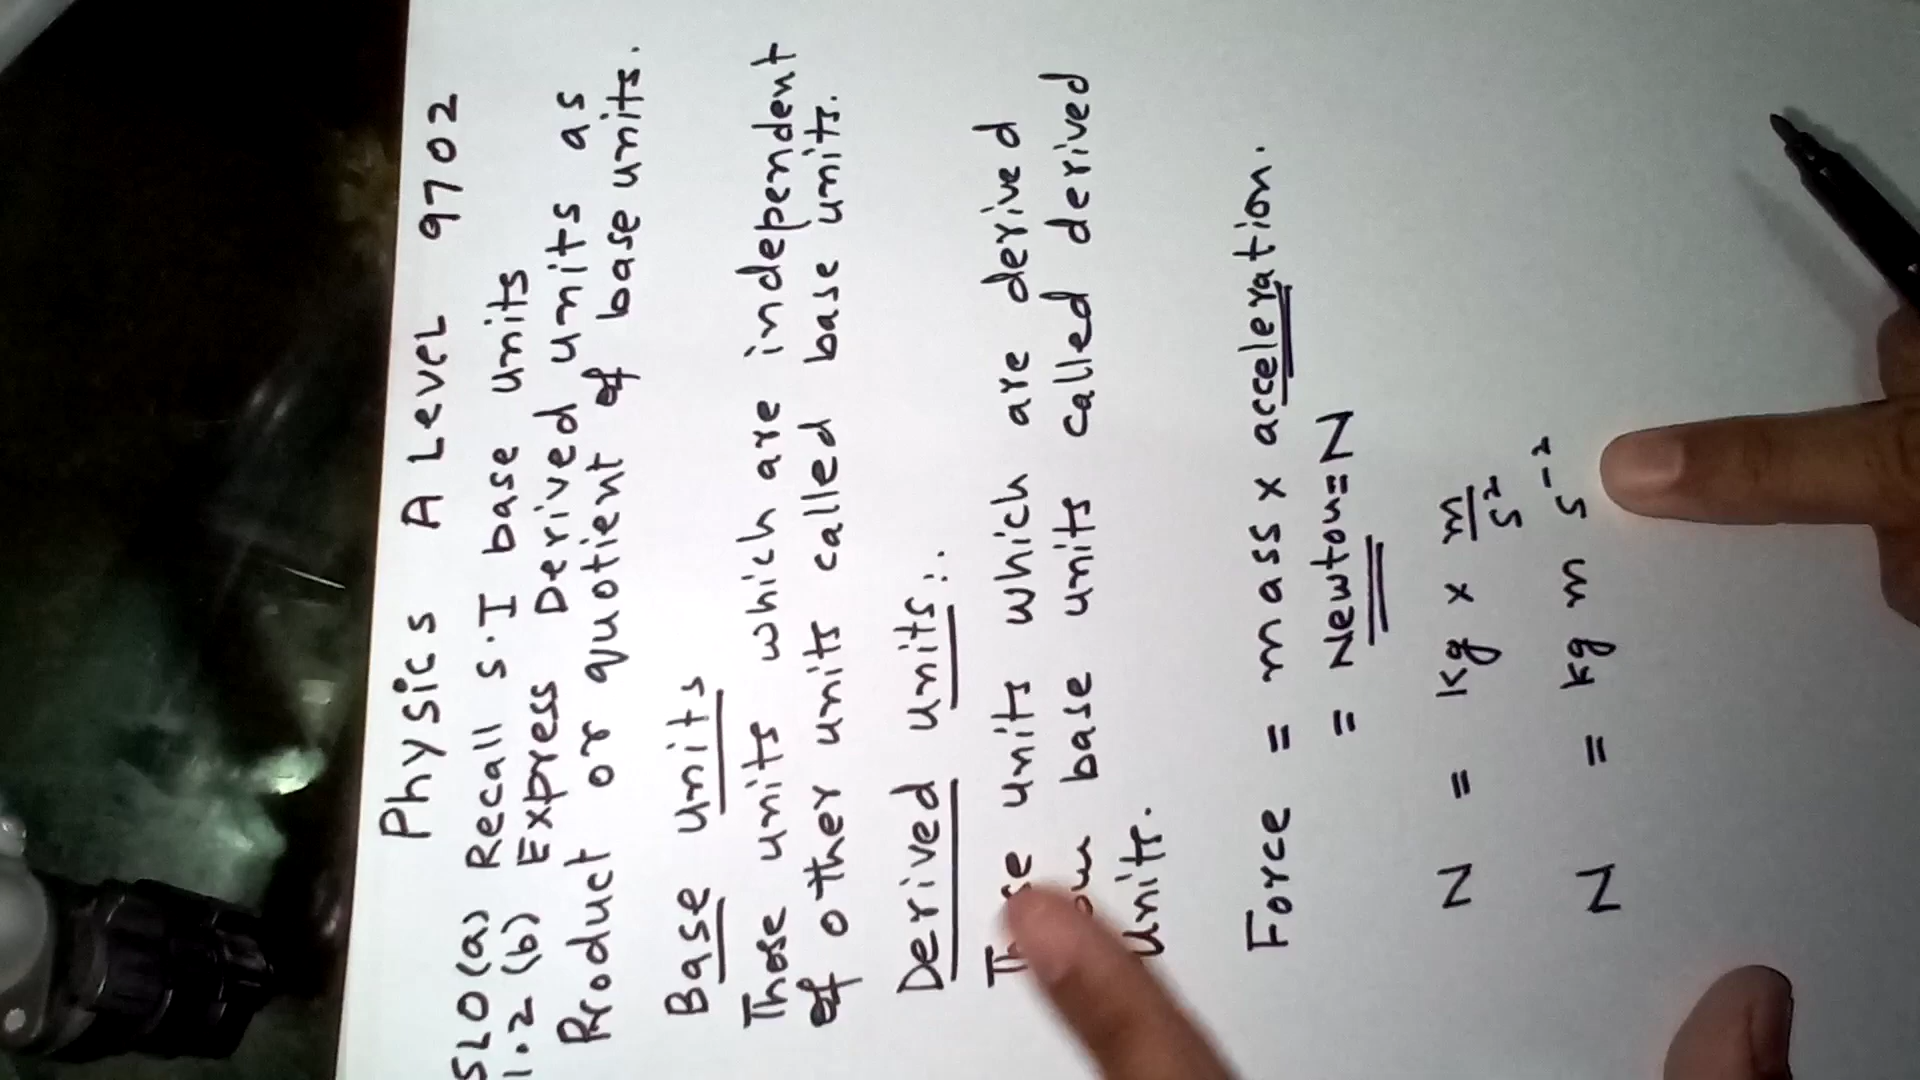 Physics A Level 9702
SLO (a) Recall S.I base units
1.2 (b) Express Derived units as
Product or quotient of base units.
Base units
Those units which are independent
of other units called base units.
Derived units:.
units which are derived
base units called derived
units.
Force = mass x acceleration.
= Newton = N
N = kg x m/s²
N = kg m s⁻²